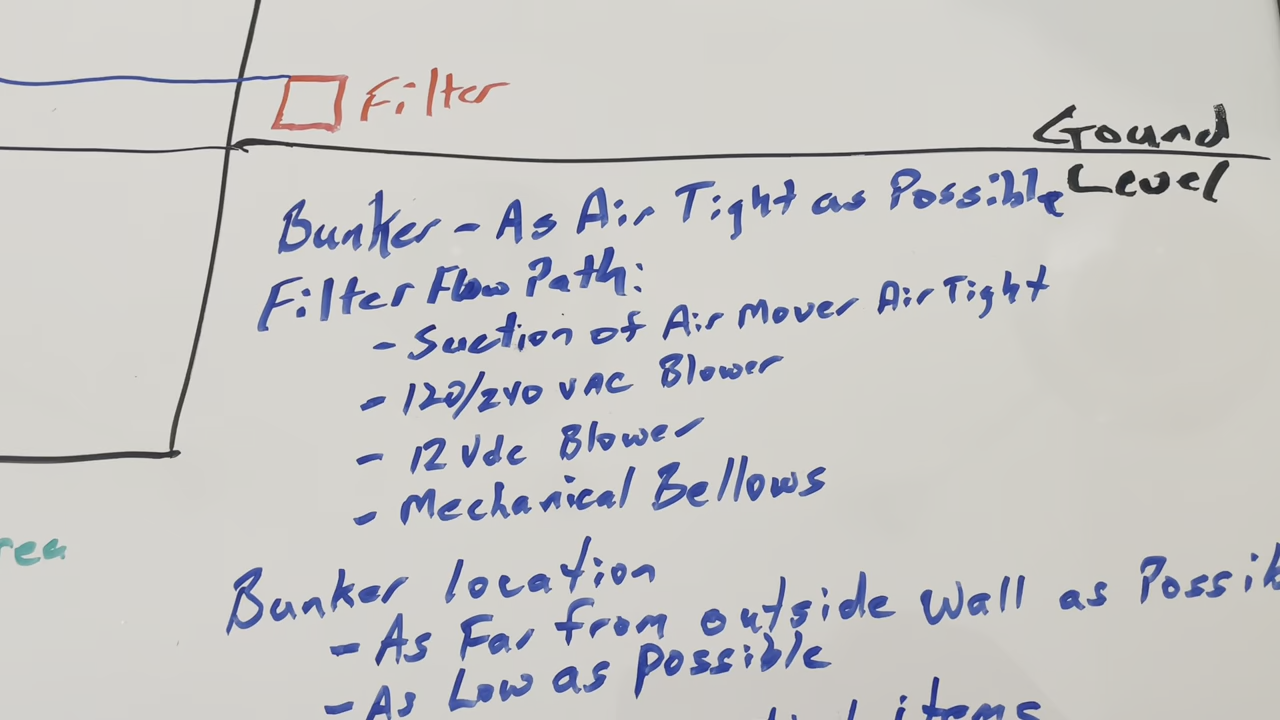 Filter
Ground
Level
Bunker - As Air Tight as Possible
Filter Flow Path:
- Suction of Air Mover Air Tight
- 120/240 VAC Blower
- 12 Vdc Blower
- Mechanical Bellows
Bunker location
- As Far from outside Wall as Possib
- As Low as possible
items